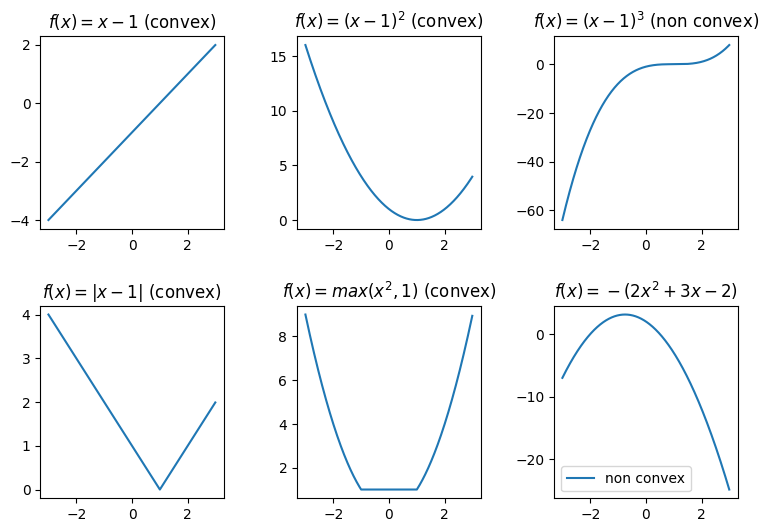 f(x) = x − 1 (convex)
f(x) = (x − 1)² (convex)
f(x) = (x − 1)³ (non convex)
2
0
−2
−4
−2 0 2
15
10
5
0
−2 0 2
0
−20
−40
−60
−2 0 2
f(x) = |x − 1| (convex)
f(x) = max(x², 1) (convex)
f(x) = −(2x² + 3x − 2)
4
3
2
1
0
−2 0 2
8
6
4
2
−2 0 2
0
−10
−20
non convex
−2 0 2